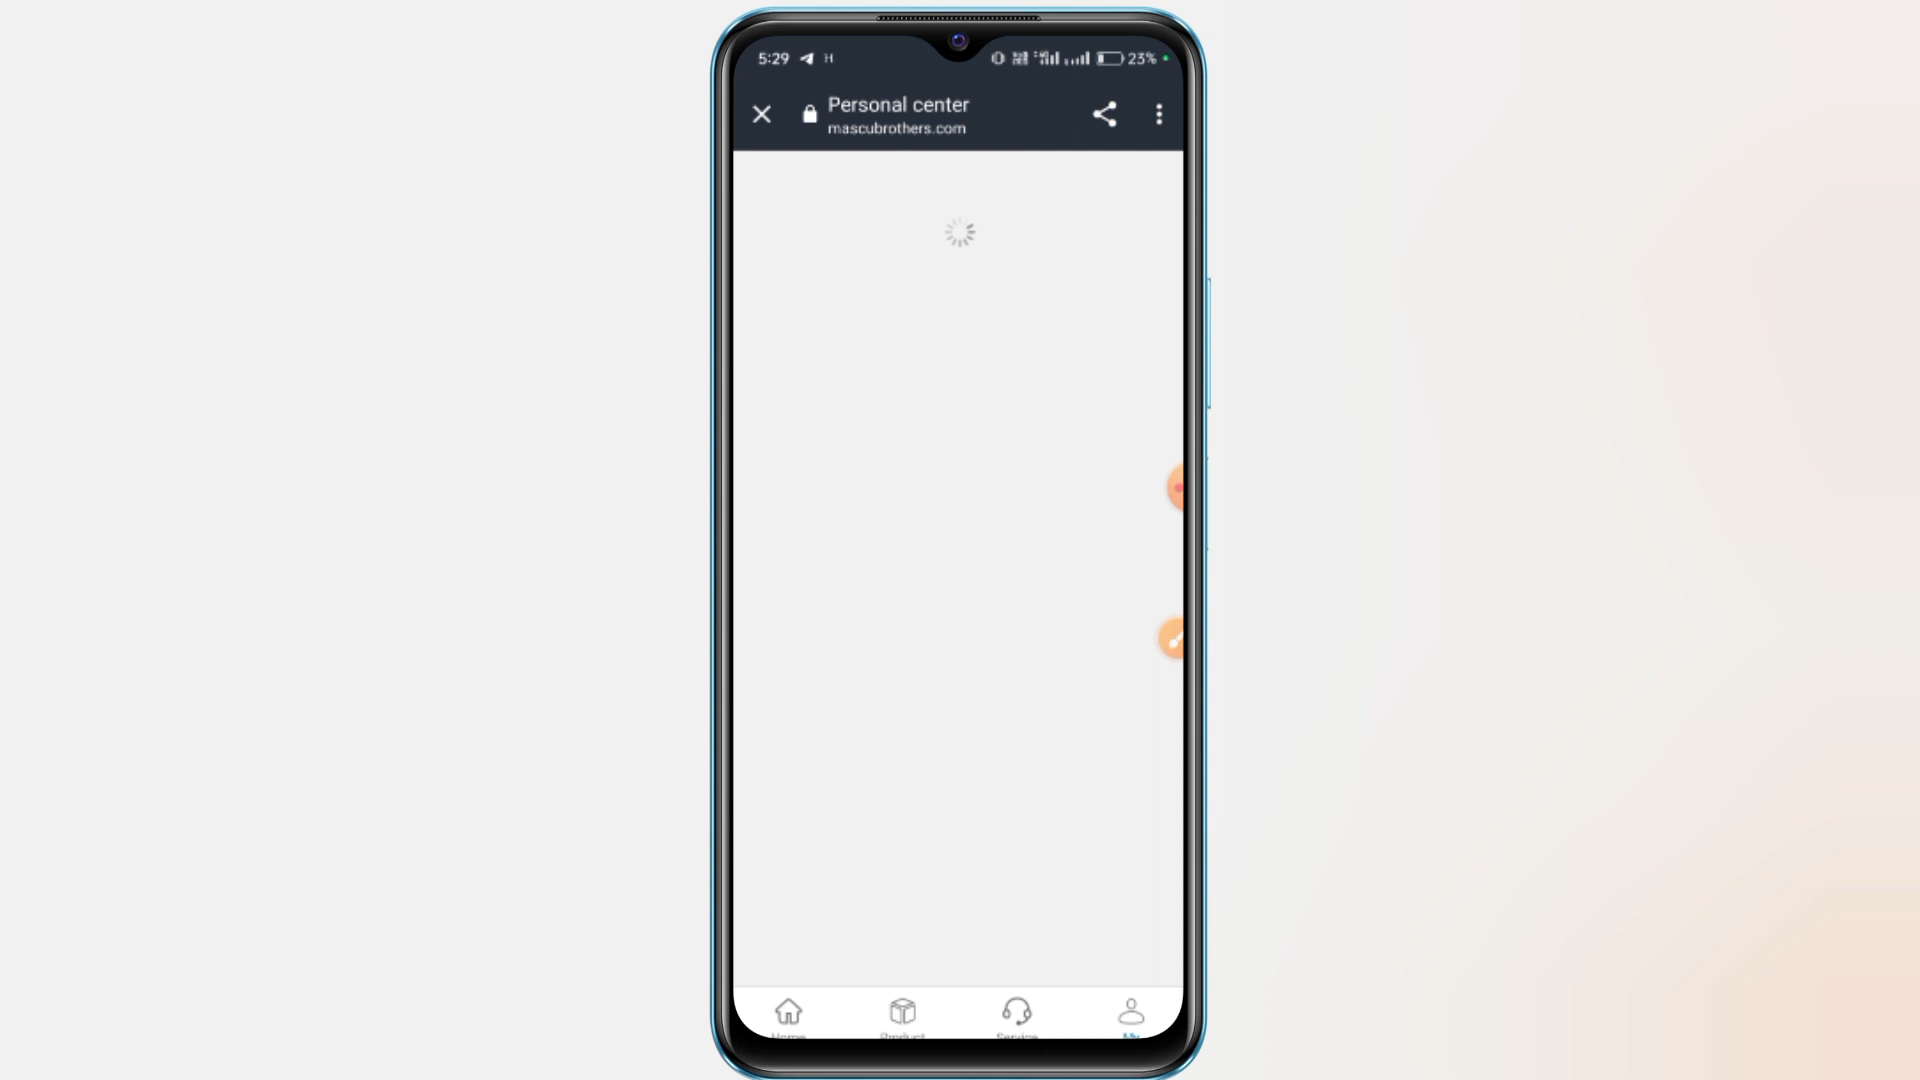 5:29 H 23%
Personal center
mascubrothers.com
Home Product Service My